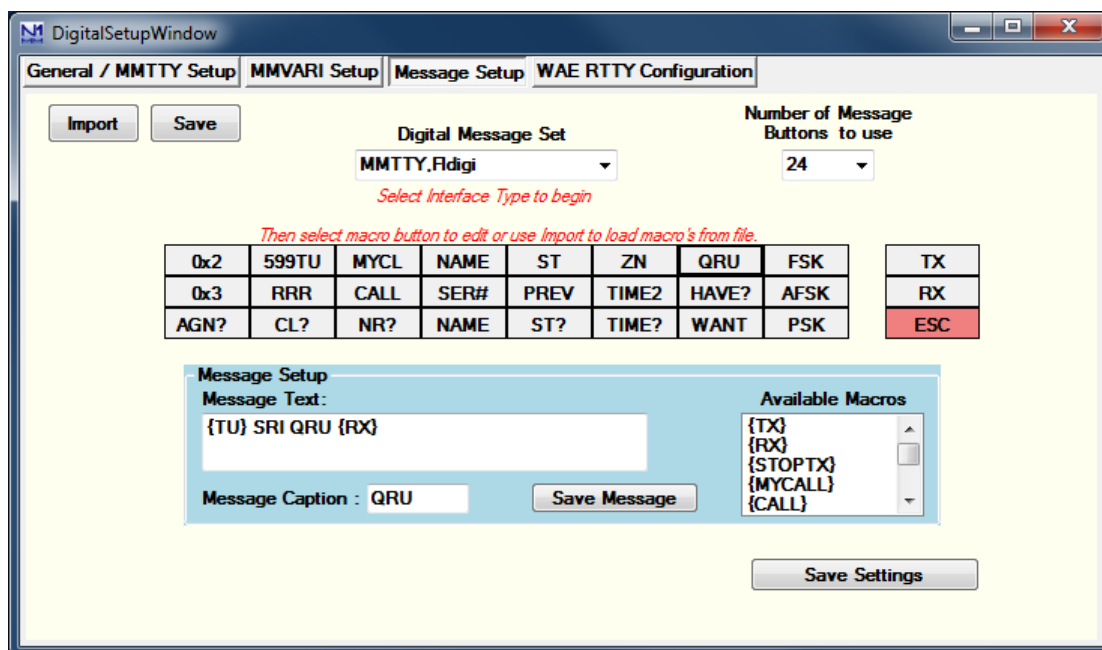 N1 MM DigitalSetupWindow
General / MMTTY Setup MMVARI Setup Message Setup WAE RTTY Configuration
Import Save
Digital Message Set
Number of Message
Buttons to use
MMTTY,Fldigi 24
Select Interface Type to begin
Then select macro button to edit or use Import to load macro's from file.
0x2 599TU MYCL NAME ST ZN QRU FSK TX
0x3 RRR CALL SER# PREV TIME2 HAVE? AFSK RX
AGN? CL? NR? NAME ST? TIME? WANT PSK ESC
Message Setup
Message Text:
{TU} SRI QRU {RX}
Message Caption : QRU
Save Message
Available Macros
{TX}
{RX}
{STOPTX}
{MYCALL}
{CALL}
Save Settings